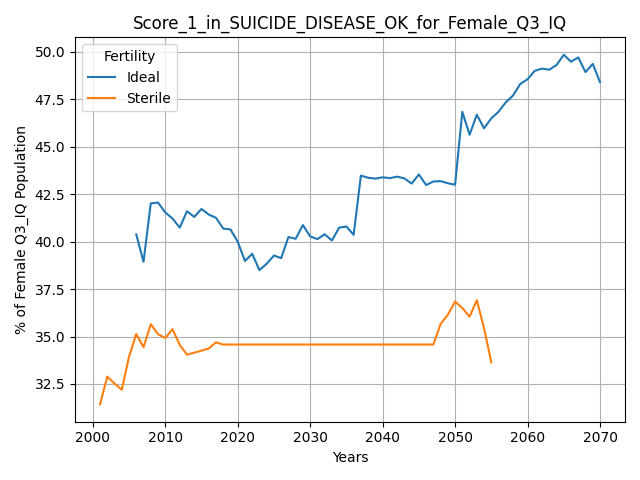 Score_1_in_SUICIDE_DISEASE_OK_for_Female_Q3_IQ
Fertility
Ideal
Sterile
% of Female Q3_IQ Population
50.0
47.5
45.0
42.5
40.0
37.5
35.0
32.5
2000 2010 2020 2030 2040 2050 2060 2070
Years